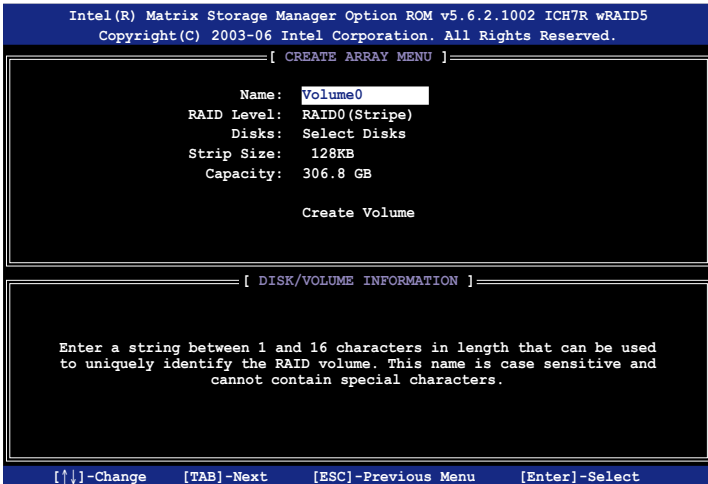 Intel(R) Matrix Storage Manager Option ROM v5.6.2.1002 ICH7R wRAID5
Copyright(C) 2003-06 Intel Corporation. All Rights Reserved.
[ CREATE ARRAY MENU ]
Name: Volume0
RAID Level: RAID0(Stripe)
Disks: Select Disks
Strip Size: 128KB
Capacity: 306.8 GB
Create Volume
[ DISK/VOLUME INFORMATION ]
Enter a string between 1 and 16 characters in length that can be used
to uniquely identify the RAID volume. This name is case sensitive and
cannot contain special characters.
[↑↓]-Change [TAB]-Next [ESC]-Previous Menu [Enter]-Select